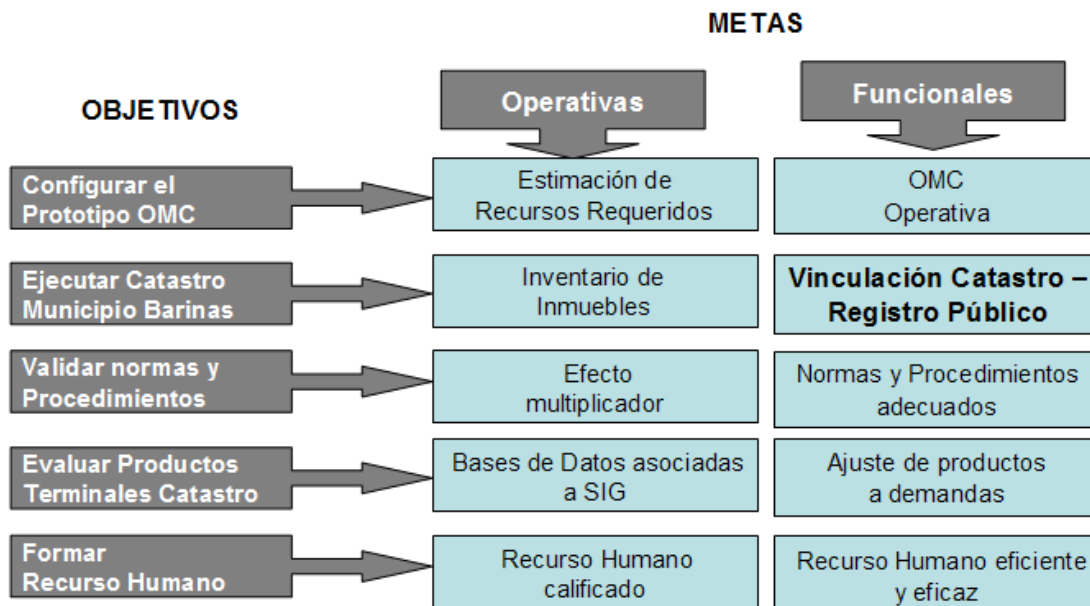 METAS
OBJETIVOS
Operativas
Funcionales
Configurar el
Prototipo OMC
Estimación de
Recursos Requeridos
OMC
Operativa
Ejecutar Catastro
Municipio Barinas
Inventario de
Inmuebles
Vinculación Catastro –
Registro Público
Validar normas y
Procedimientos
Efecto
multiplicador
Normas y Procedimientos
adecuados
Evaluar Productos
Terminales Catastro
Bases de Datos asociadas
a SIG
Ajuste de productos
a demandas
Formar
Recurso Humano
Recurso Humano
calificado
Recurso Humano eficiente
y eficaz